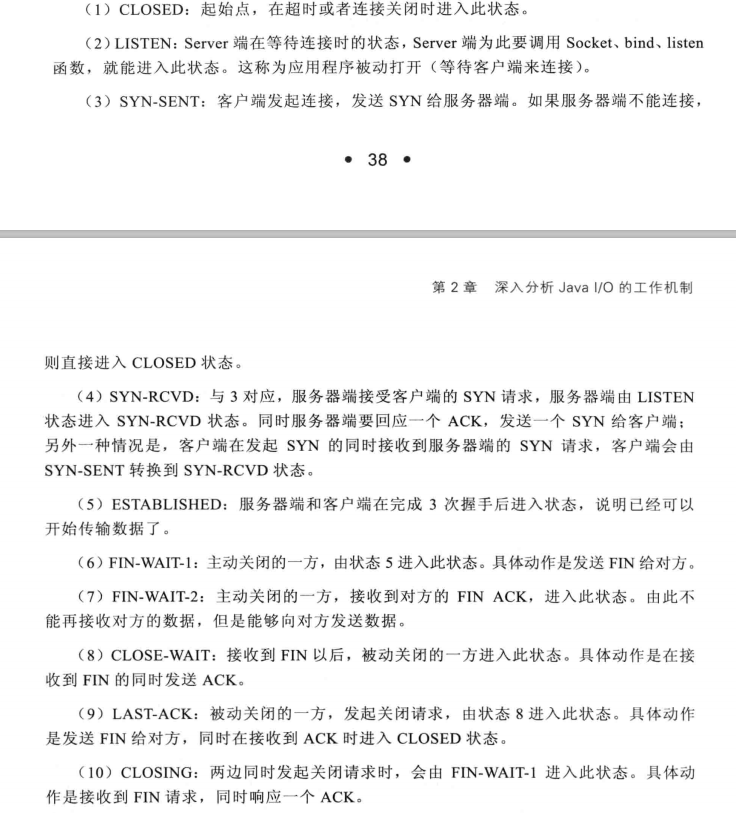 （1）CLOSED：起始点，在超时或者连接关闭时进入此状态。
（2）LISTEN：Server 端在等待连接时的状态，Server 端为此要调用 Socket、bind、listen
函数，就能进入此状态。这称为应用程序被动打开（等待客户端来连接）。
（3）SYN-SENT：客户端发起连接，发送 SYN 给服务器端。如果服务器端不能连接，
• 38 •
第 2 章 深入分析 Java I/O 的工作机制
则直接进入 CLOSED 状态。
（4）SYN-RCVD：与 3 对应，服务器端接受客户端的 SYN 请求，服务器端由 LISTEN
状态进入 SYN-RCVD 状态。同时服务器端要回应一个 ACK，发送一个 SYN 给客户端；
另外一种情况是，客户端在发起 SYN 的同时接收到服务器端的 SYN 请求，客户端会由
SYN-SENT 转换到 SYN-RCVD 状态。
（5）ESTABLISHED：服务器端和客户端在完成 3 次握手后进入状态，说明已经可以
开始传输数据了。
（6）FIN-WAIT-1：主动关闭的一方，由状态 5 进入此状态。具体动作是发送 FIN 给对方。
（7）FIN-WAIT-2：主动关闭的一方，接收到对方的 FIN ACK，进入此状态。由此不
能再接收对方的数据，但是能够向对方发送数据。
（8）CLOSE-WAIT：接收到 FIN 以后，被动关闭的一方进入此状态。具体动作是在接
收到 FIN 的同时发送 ACK。
（9）LAST-ACK：被动关闭的一方，发起关闭请求，由状态 8 进入此状态。具体动作
是发送 FIN 给对方，同时在接收到 ACK 时进入 CLOSED 状态。
（10）CLOSING：两边同时发起关闭请求时，会由 FIN-WAIT-1 进入此状态。具体动
作是接收到 FIN 请求，同时响应一个 ACK。